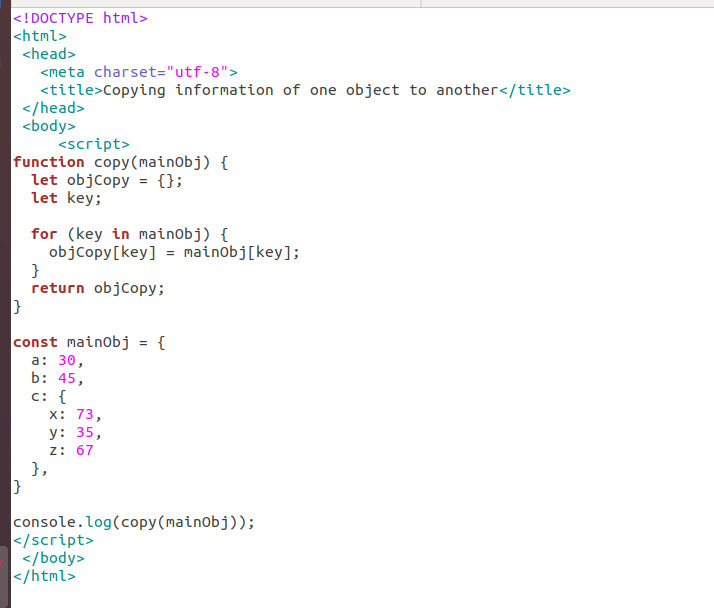 <!DOCTYPE html>
<html>
 <head>
   <meta charset="utf-8">
   <title>Copying information of one object to another</title>
 </head>
 <body>
     <script>
function copy(mainObj) {
  let objCopy = {};
  let key;

  for (key in mainObj) {
    objCopy[key] = mainObj[key];
  }
  return objCopy;
}

const mainObj = {
  a: 30,
  b: 45,
  c: {
    x: 73,
    y: 35,
    z: 67
  },
}

console.log(copy(mainObj));
</script>
 </body>
</html>